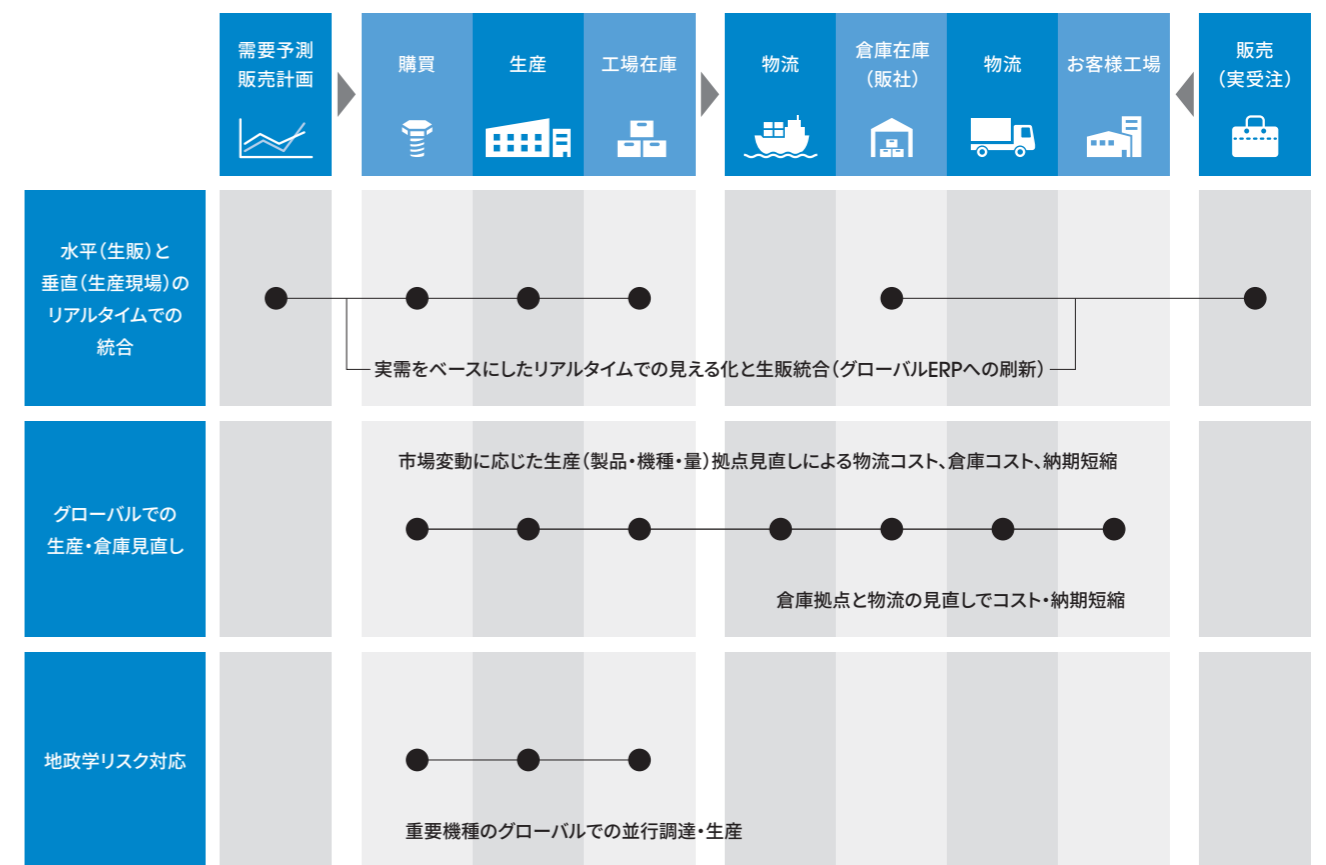 需要予測
販売計画
購買
生産
工場在庫
物流
倉庫在庫
（販社）
物流
お客様工場
販売
（実受注）
水平（生販）と
垂直（生産現場）の
リアルタイムでの
統合
実需をベースにしたリアルタイムでの見える化と生販統合（グローバルERPへの刷新）
グローバルでの
生産・倉庫見直し
市場変動に応じた生産（製品・機種・量）拠点見直しによる物流コスト、倉庫コスト、納期短縮
倉庫拠点と物流の見直しでコスト・納期短縮
地政学リスク対応
重要機種のグローバルでの並行調達・生産